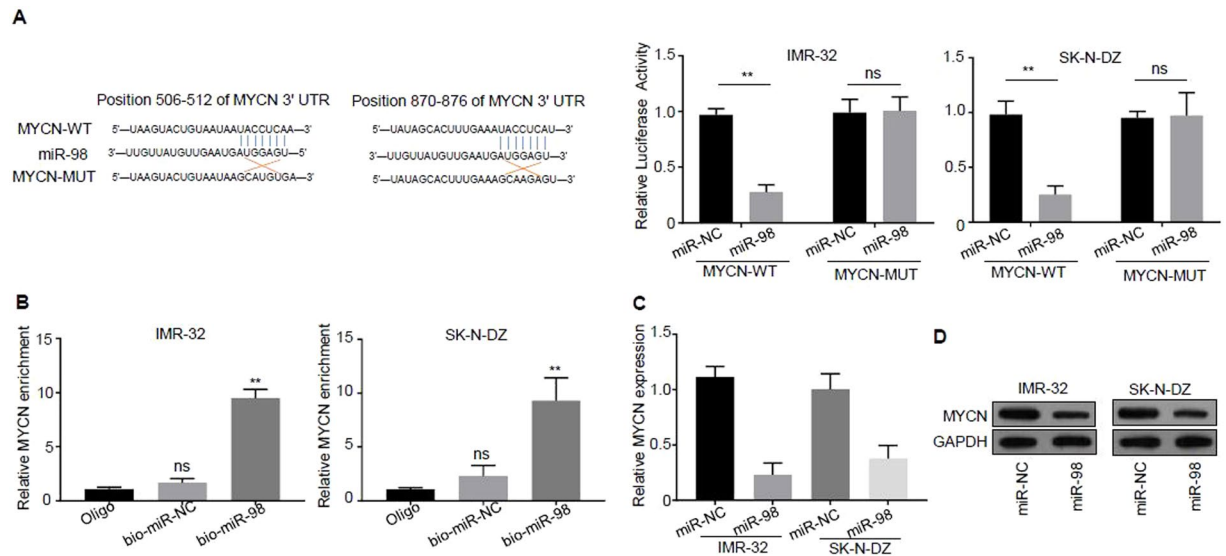 A
Position 506-512 of MYCN 3' UTR
MYCN-WT 5'—UAAGUACUGUAAUAAUACCUCAA—3'
miR-98 3'—UUGUUAUGUUGAAUGAUGGAGU—5'
MYCN-MUT 5'—UAAGUACUGUAAUAAGCAUGUGA—3'
Position 870-876 of MYCN 3' UTR
5'—UAUAGCACUUUGAAAUACCUCAU—3'
3'—UUGUUAUGUUGAAUGAUGGAGU—5'
5'—UAUAGCACUUUGAAAGCAAGAGU—3'
Relative Luciferase Activity
1.5
1.0
0.5
0
IMR-32
**
ns
miR-NC
miR-98
miR-NC
miR-98
MYCN-WT
MYCN-MUT
1.5
1.0
0.5
0
SK-N-DZ
**
ns
miR-NC
miR-98
miR-NC
miR-98
MYCN-WT
MYCN-MUT
B
Relative MYCN enrichment
15
10
5
0
IMR-32
ns
**
Oligo
bio-miR-NC
bio-miR-98
Relative MYCN enrichment
15
10
5
0
SK-N-DZ
ns
**
Oligo
bio-miR-NC
bio-miR-98
C
Relative MYCN expression
1.5
1.0
0.5
0
miR-NC
miR-98
miR-NC
miR-98
IMR-32
SK-N-DZ
D
IMR-32
SK-N-DZ
MYCN
GAPDH
miR-NC
miR-98
miR-NC
miR-98